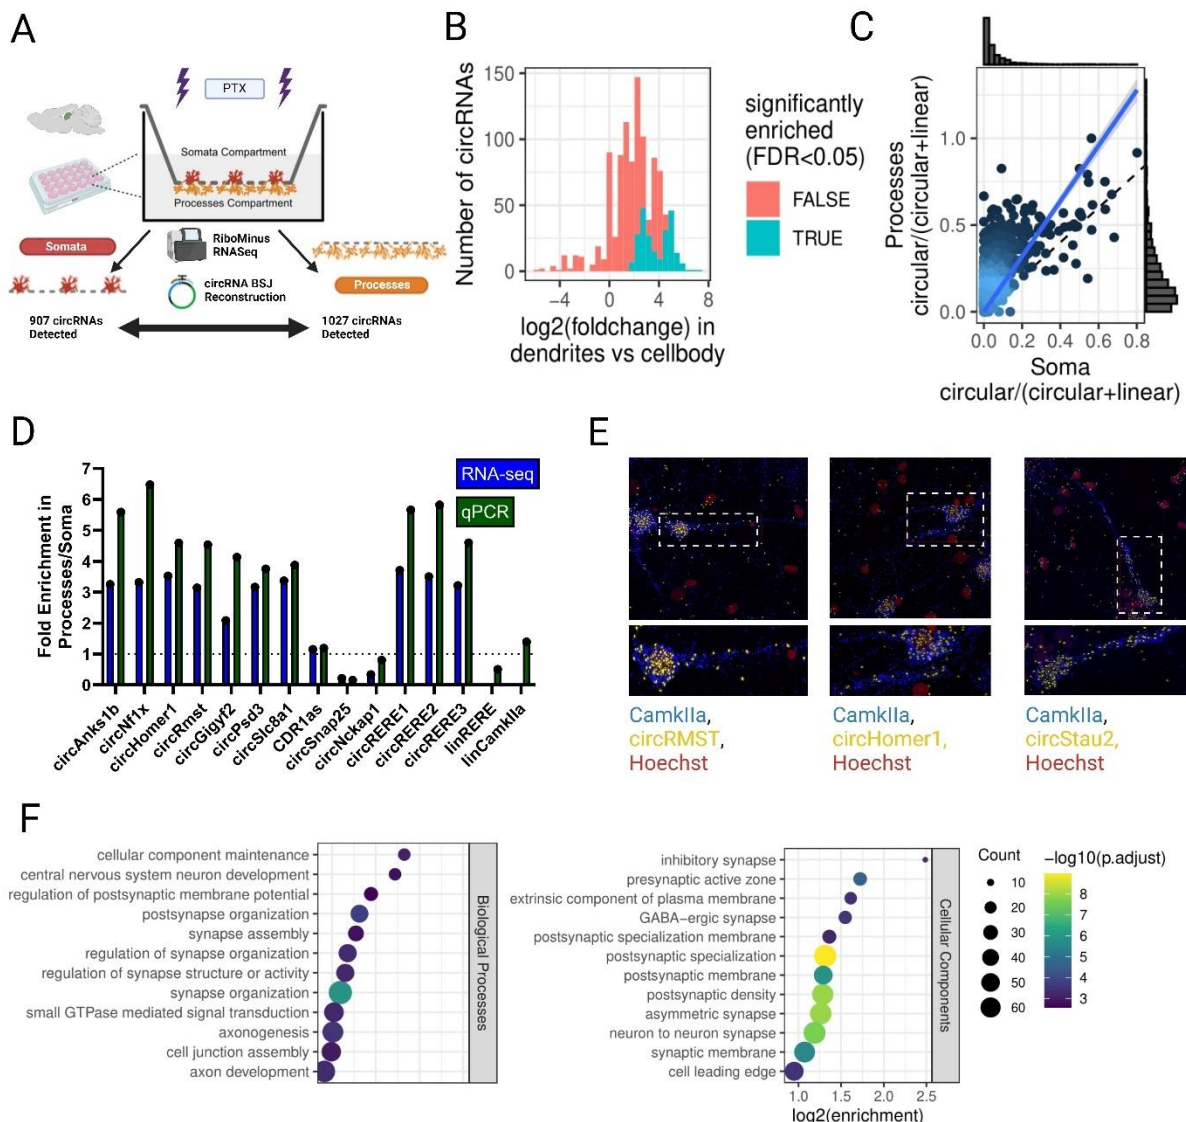 A
PTX
Somata Compartment
Processes Compartment
Somata
RiboMinus
RNASeq
circRNA BSJ
Reconstruction
Processes
907 circRNAs
Detected
1027 circRNAs
Detected
B
Number of circRNAs
150
100
50
0
−4
0
4
8
log2(foldchange) in
dendrites vs cellbody
significantly
enriched
(FDR<0.05)
FALSE
TRUE
C
Processes
circular/(circular+linear)
1.0
0.5
0.0
0.0
0.2
0.4
0.6
0.8
Soma
circular/(circular+linear)
D
Fold Enrichment in
Processes/Soma
7
6
5
4
3
2
1
0
RNA-seq
qPCR
circAnks1b
circNf1x
circHomer1
circRmst
circGigyf2
circPsd3
circSlc8a1
CDR1as
circSnap25
circNckap1
circRERE1
circRERE2
circRERE3
linRERE
linCamkIIa
E
CamkIIa,
circRMST,
Hoechst
CamkIIa,
circHomer1,
Hoechst
CamkIIa,
circStau2,
Hoechst
F
cellular component maintenance
central nervous system neuron development
regulation of postsynaptic membrane potential
postsynapse organization
synapse assembly
regulation of synapse organization
regulation of synapse structure or activity
synapse organization
small GTPase mediated signal transduction
axonogenesis
cell junction assembly
axon development
Biological Processes
inhibitory synapse
presynaptic active zone
extrinsic component of plasma membrane
GABA−ergic synapse
postsynaptic specialization membrane
postsynaptic specialization
postsynaptic membrane
postsynaptic density
asymmetric synapse
neuron to neuron synapse
synaptic membrane
cell leading edge
Cellular Components
1.0
1.5
2.0
2.5
log2(enrichment)
Count
10
20
30
40
50
60
−log10(p.adjust)
8
7
6
5
4
3